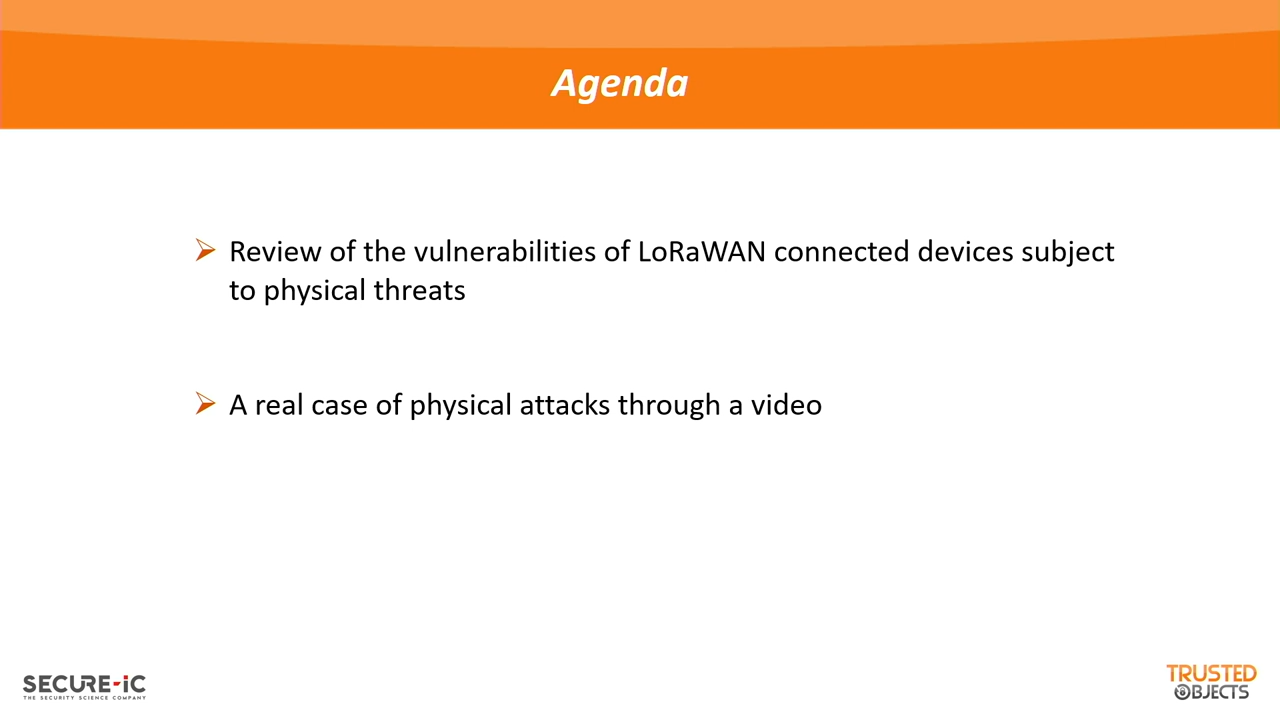 Agenda
Review of the vulnerabilities of LoRaWAN connected devices subject
to physical threats
A real case of physical attacks through a video
SECURE-iC
THE SECURITY SCIENCE COMPANY
TRUSTED
OBJECTS